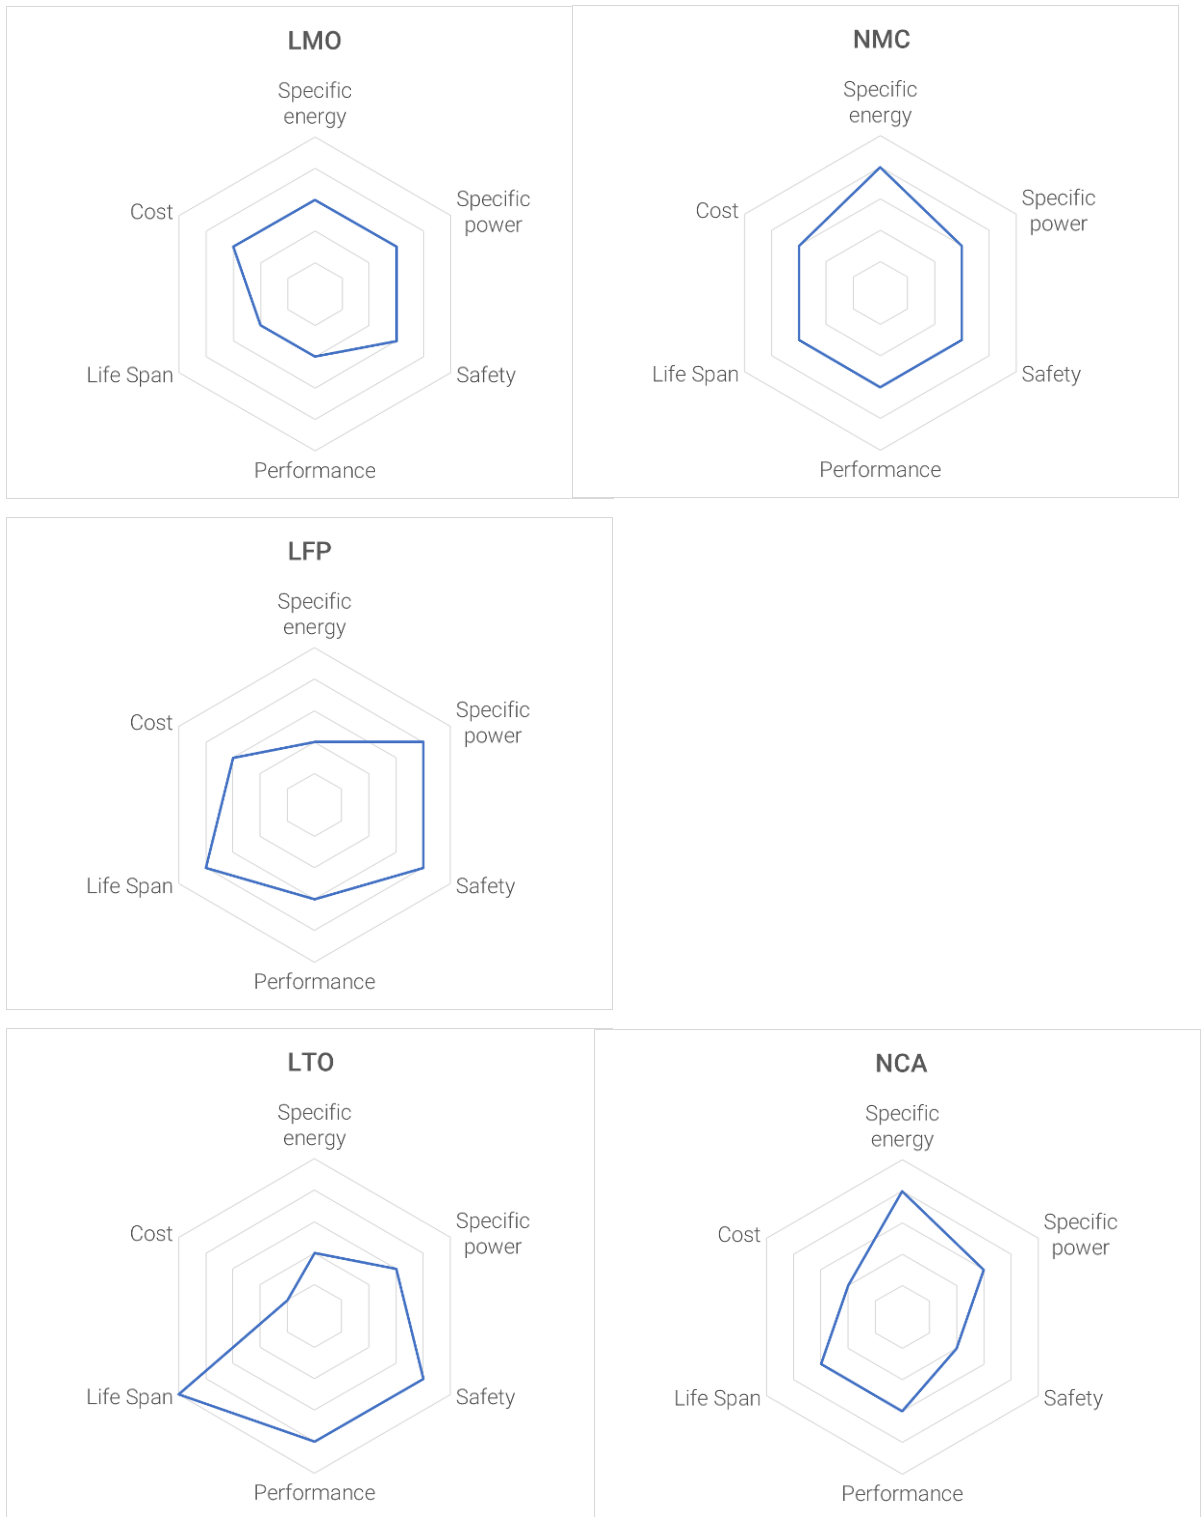 LMO
Specific
energy
Specific
power
Cost
Life Span
Safety
Performance
NMC
Specific
energy
Specific
power
Cost
Life Span
Safety
Performance
LFP
Specific
energy
Specific
power
Cost
Life Span
Safety
Performance
LTO
Specific
energy
Specific
power
Cost
Life Span
Safety
Performance
NCA
Specific
energy
Specific
power
Cost
Life Span
Safety
Performance